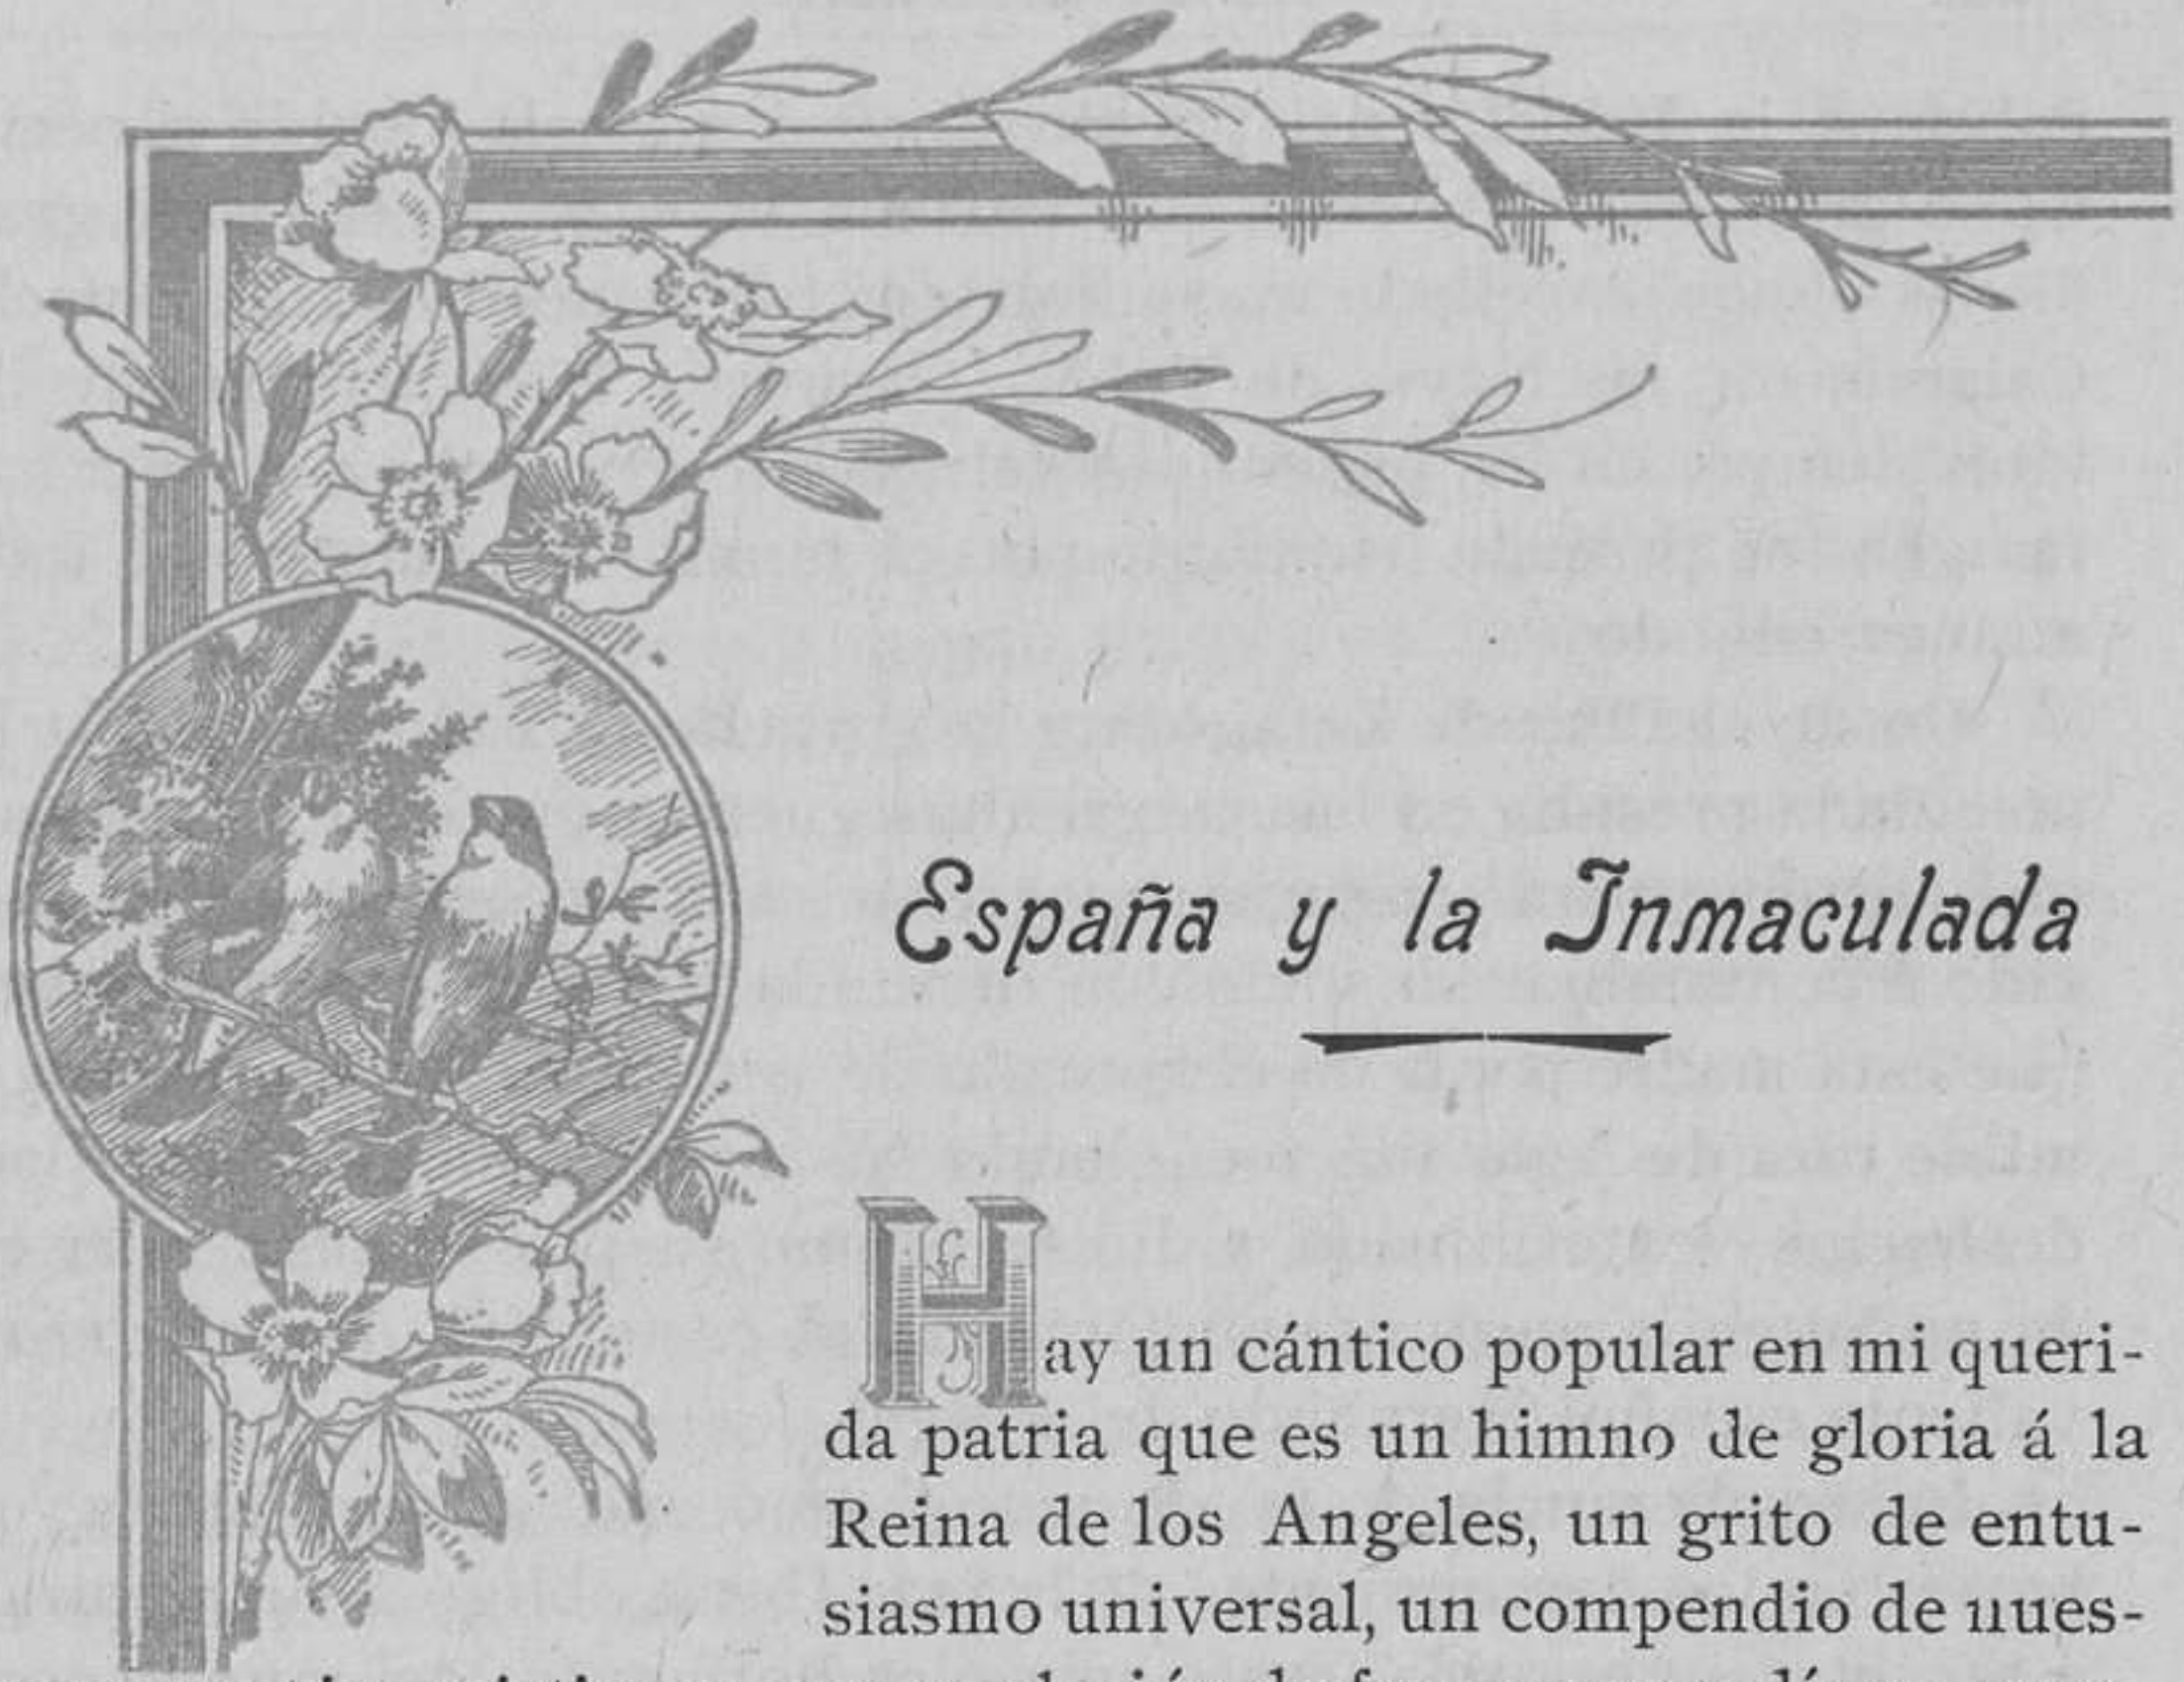 España y la Inmaculada
Hay un cántico popular en mi queri-
da patria que es un himno de gloria á la
Reina de los Angeles, un grito de entu-
siasmo universal, un compendio de nues-